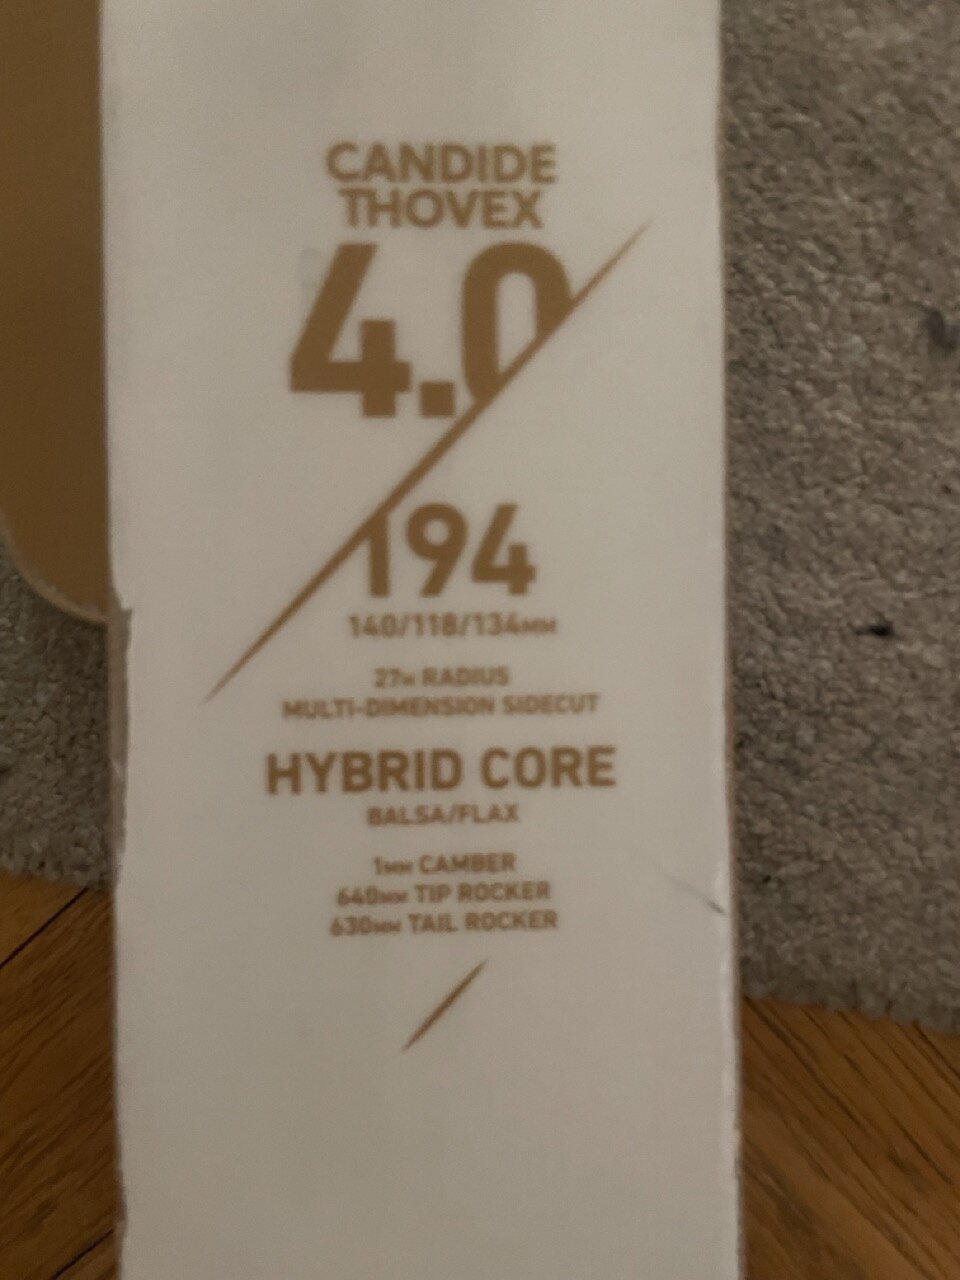 CANDIDE
THOVEX
4.0
194
140/118/134MM
27M RADIUS
MULTI-DIMENSION SIDECUT
HYBRID CORE
BALSA/FLAX
1MM CAMBER
640MM TIP ROCKER
630MM TAIL ROCKER